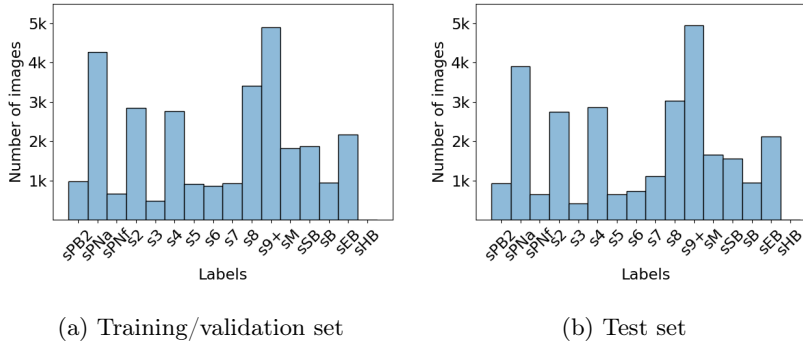 5k
4k
3k
2k
1k
Number of images
sPB2 sPNa sPNf s2 s3 s4 s5 s6 s7 s8 s9+ sM sSB sB sEB sHB
Labels
(a) Training/validation set
5k
4k
3k
2k
1k
Number of images
sPB2 sPNa sPNf s2 s3 s4 s5 s6 s7 s8 s9+ sM sSB sB sEB sHB
Labels
(b) Test set